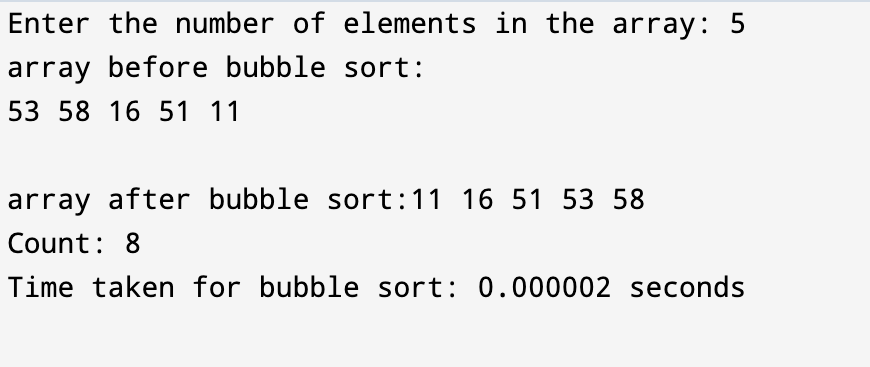 Enter the number of elements in the array: 5
array before bubble sort:
53 58 16 51 11
array after bubble sort:11 16 51 53 58
Count: 8
Time taken for bubble sort: 0.000002 seconds